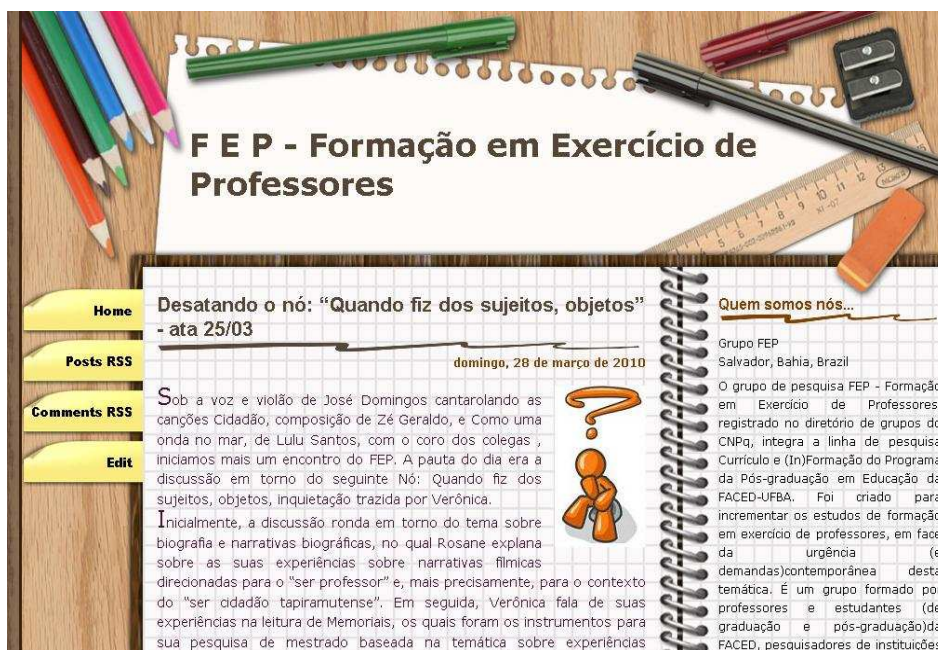 F E P - Formação em Exercício de
Professores
Home
Posts RSS
Comments RSS
Edit
Desatando o nó: “Quando fiz dos sujeitos, objetos”
- ata 25/03
domingo, 28 de março de 2010
Sob a voz e violão de José Domingos cantarolando as
canções Cidadão, composição de Zé Geraldo, e Como uma
onda no mar, de Lulu Santos, com o coro dos colegas ,
iniciamos mais um encontro do FEP. A pauta do dia era a
discussão em torno do seguinte Nó: Quando fiz dos
sujeitos, objetos, inquietação trazida por Verônica.
Inicialmente, a discussão ronda em torno do tema sobre
biografia e narrativas biográficas, no qual Rosane explana
sobre as suas experiências sobre narrativas fílmicas
direcionadas para o "ser professor" e, mais precisamente, para o contexto
do "ser cidadão tapiramutense". Em seguida, Verônica fala de suas
experiências na leitura de Memoriais, os quais foram os instrumentos para
sua pesquisa de mestrado baseada na temática sobre experiências
Quem somos nós...
Grupo FEP
Salvador, Bahia, Brazil
O grupo de pesquisa FEP - Formação
em Exercício de Professores
registrado no diretório de grupos do
CNPq, integra a linha de pesquisa
Currículo e (In)Formação do Programa
da Pós-graduação em Educação da
FACED-UFBA. Foi criado para
incrementar os estudos de formação
em exercício de professores, em face
da urgência (e
demandas)contemporânea desta
temática. É um grupo formado por
professores e estudantes (de
graduação e pós-graduação)da
FACED, pesquisadores de instituições